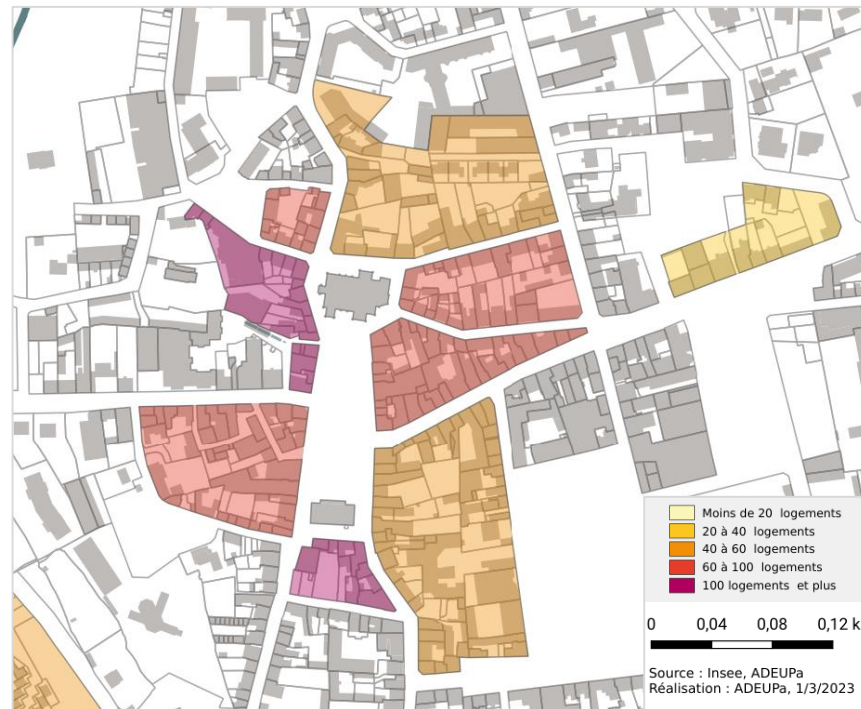 Moins de 20 logements
20 à 40 logements
40 à 60 logements
60 à 100 logements
100 logements et plus
0 0,04 0,08 0,12 k
Source : Insee, ADEUPa
Réalisation : ADEUPa, 1/3/2023